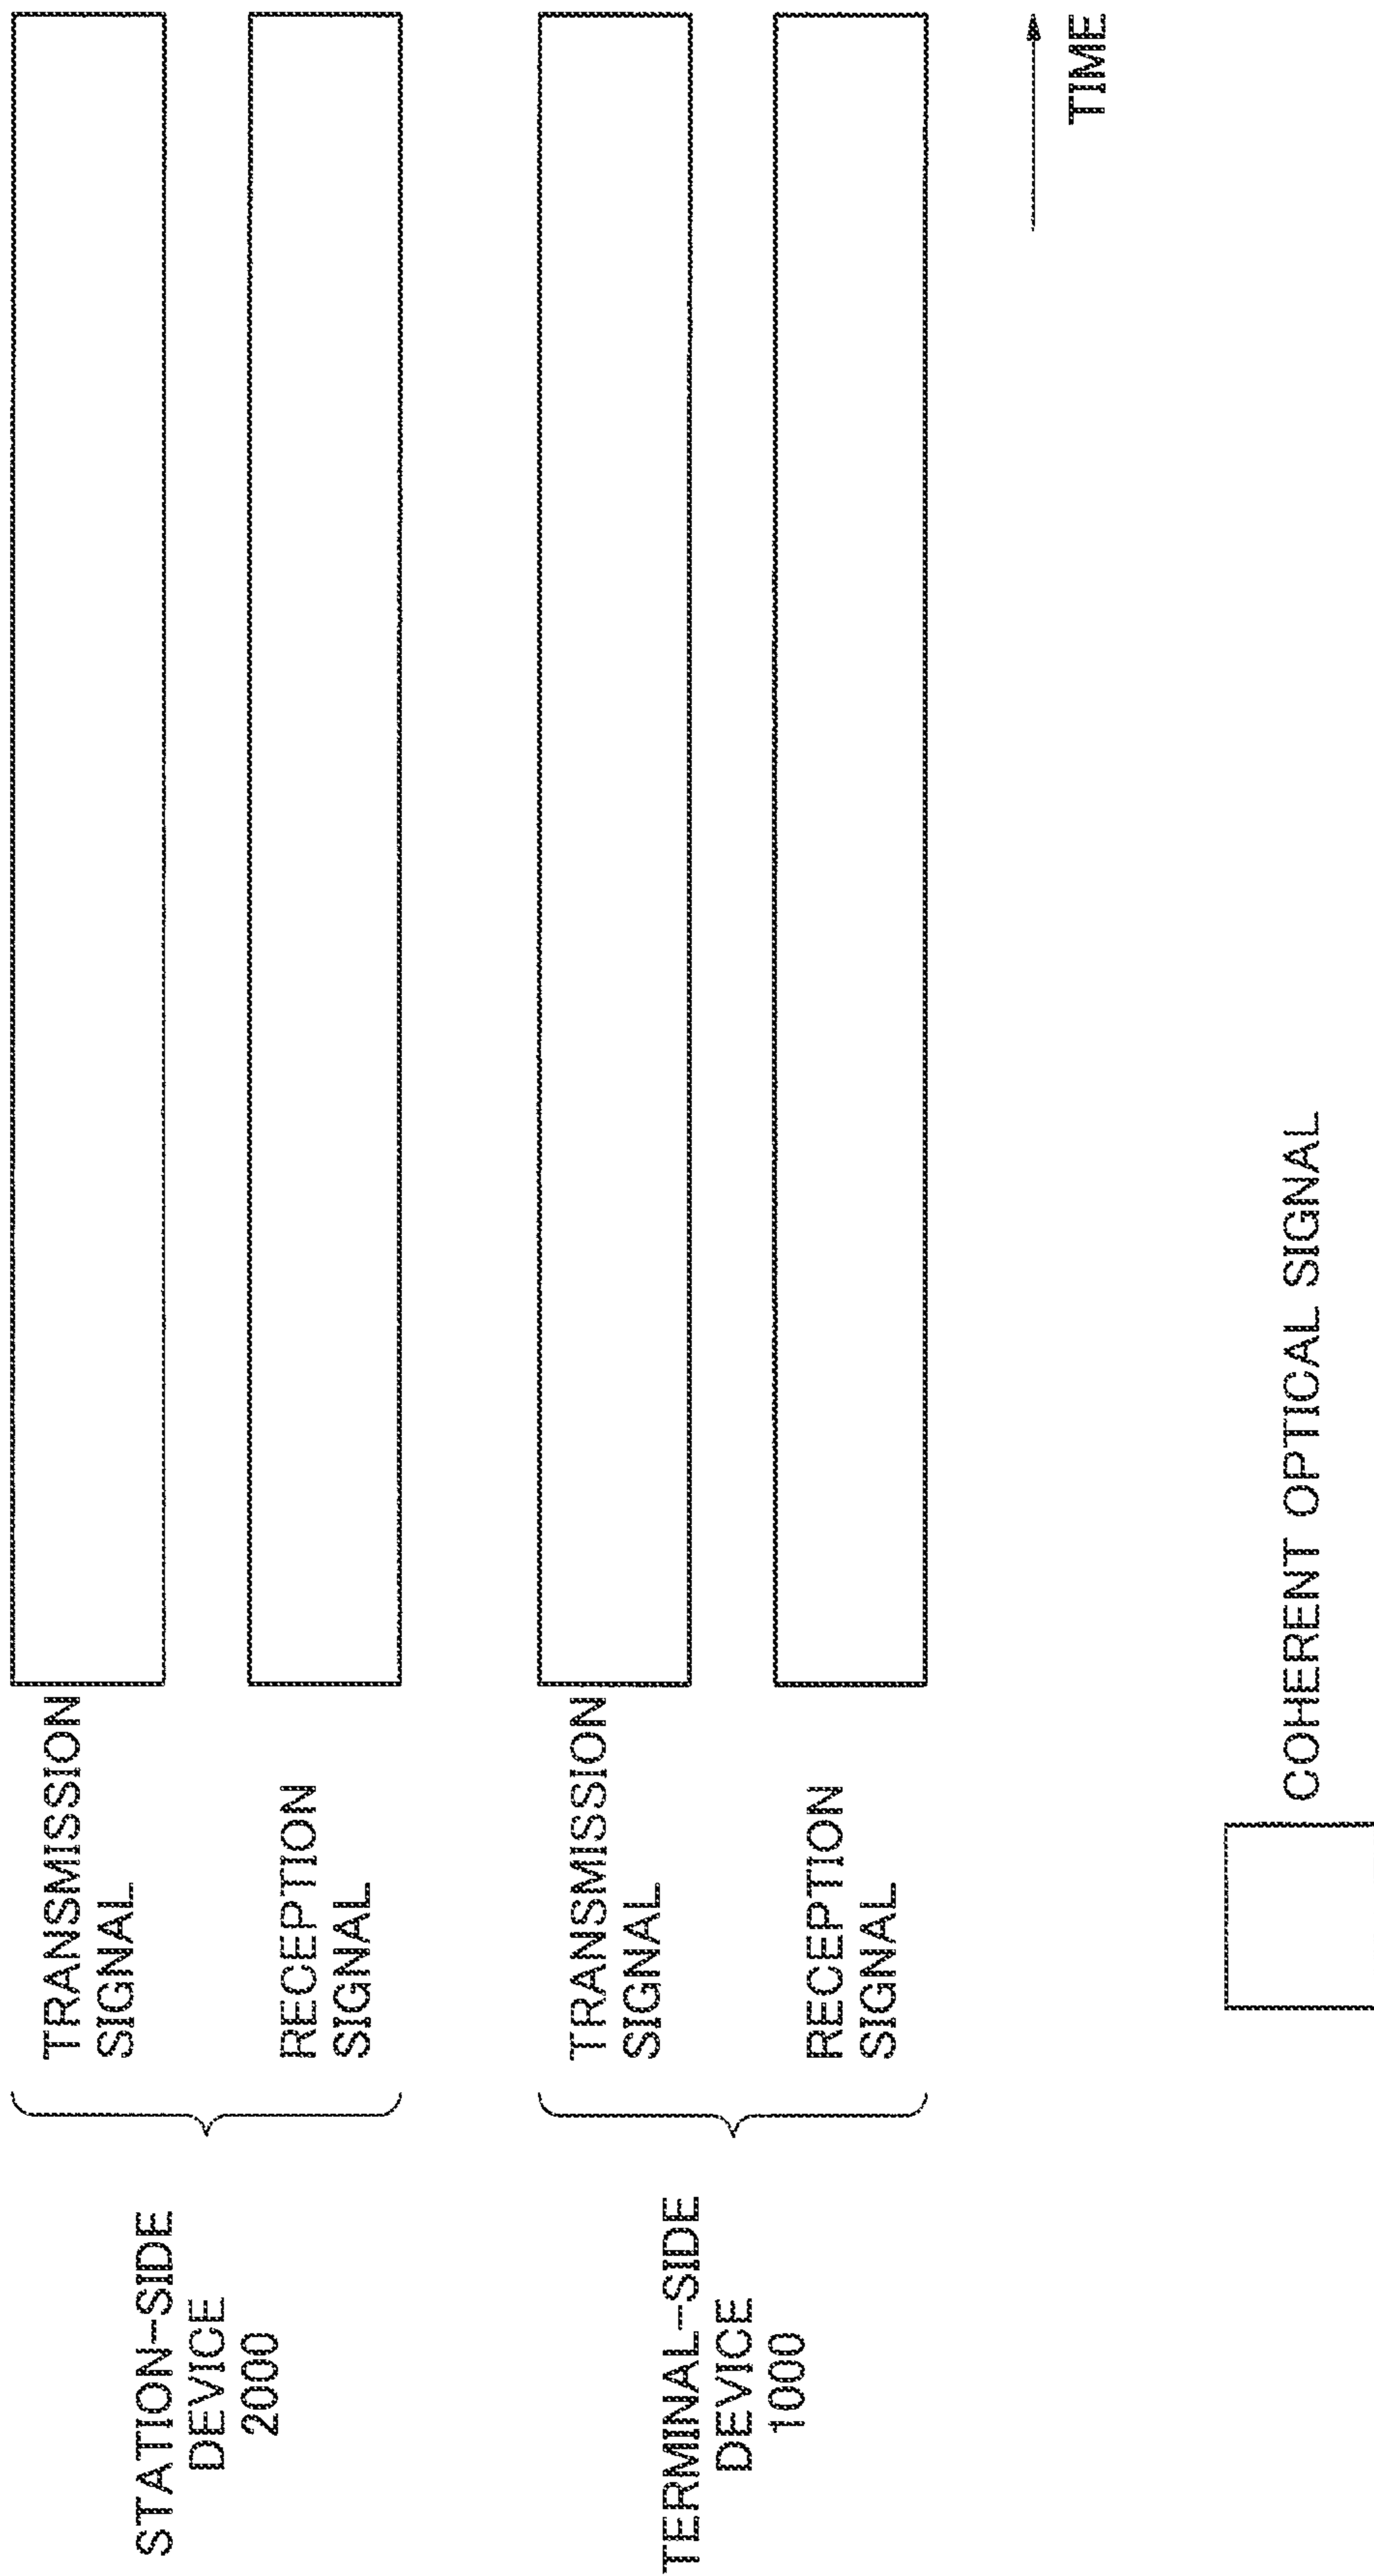 STATION-SIDE
DEVICE
2000
TRANSMISSION
SIGNAL
RECEPTION
SIGNAL
TERMINAL-SIDE
DEVICE
1000
TRANSMISSION
SIGNAL
RECEPTION
SIGNAL
TIME
COHERENT OPTICAL SIGNAL